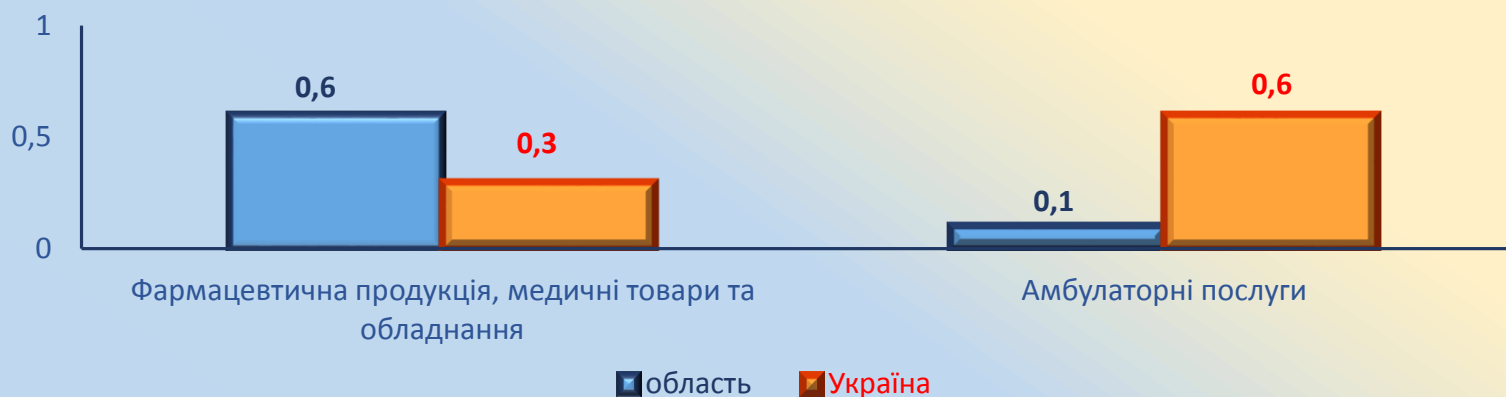 1
0,6
0,6
0,5
0,3
0,1
0
Фармацевтична продукція, медичні товари та
обладнання
Амбулаторні послуги
область
Україна